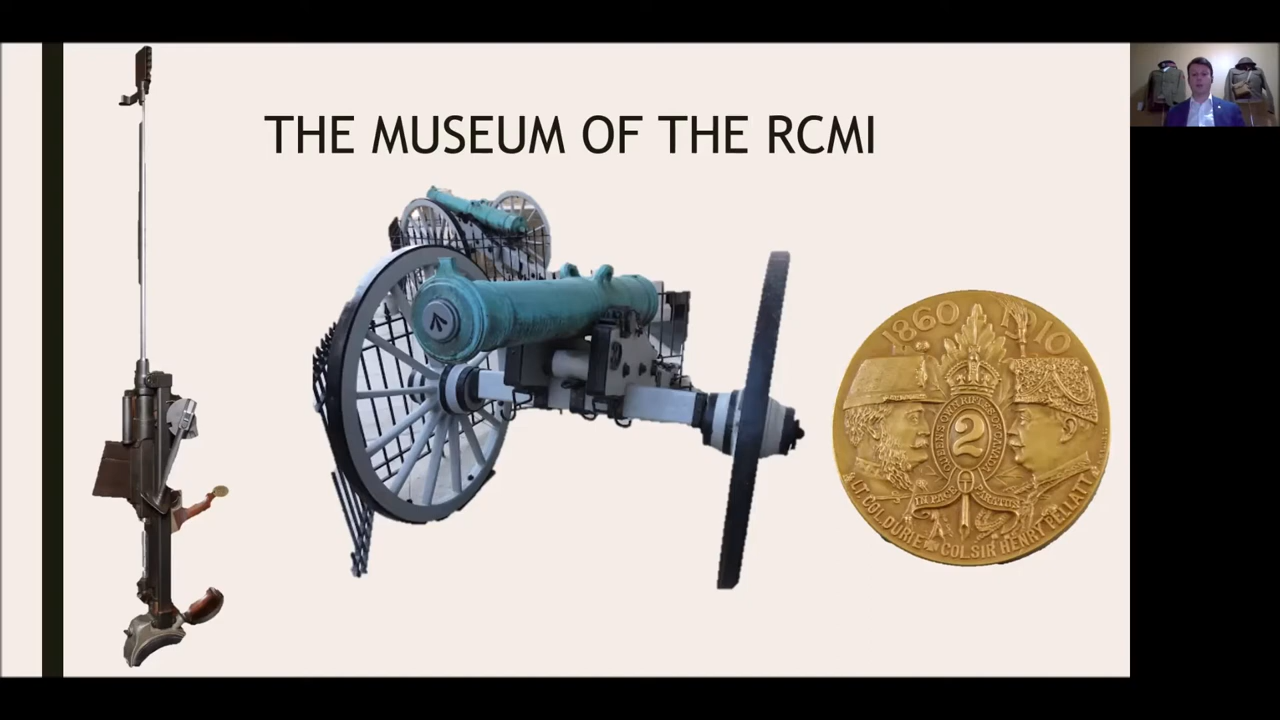 THE MUSEUM OF THE RCMI
1860 1910
QUEEN'S OWN RIFLES OF CANADA
2
IN PACE PARATUS
LT COL. DURIE COL SIR HENRY PELLATT